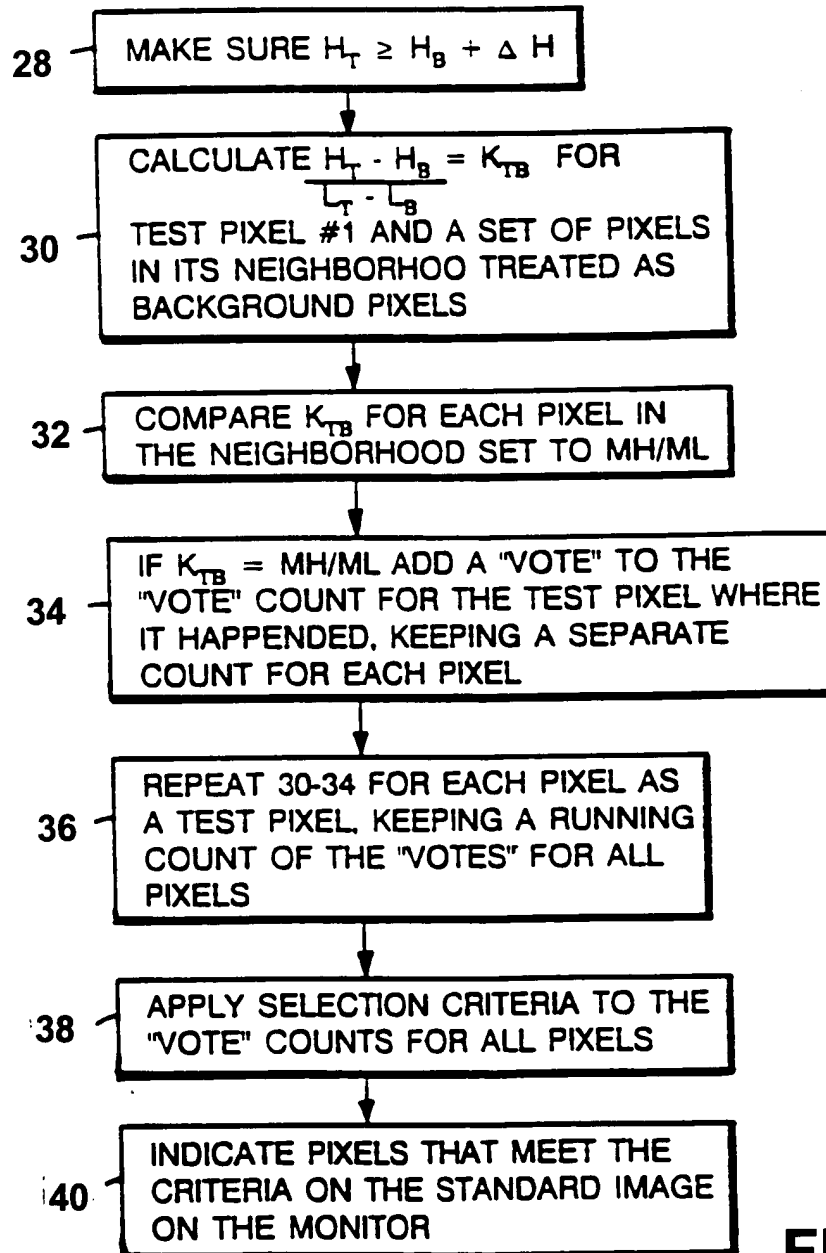 28
MAKE SURE H_T ≥ H_B + Δ H
CALCULATE H_T - H_B = K_TB FOR
L_T - L_B
30
TEST PIXEL #1 AND A SET OF PIXELS
IN ITS NEIGHBORHOO TREATED AS
BACKGROUND PIXELS
32
COMPARE K_TB FOR EACH PIXEL IN
THE NEIGHBORHOOD SET TO MH/ML
34
IF K_TB = MH/ML ADD A "VOTE" TO THE
"VOTE" COUNT FOR THE TEST PIXEL WHERE
IT HAPPENDED, KEEPING A SEPARATE
COUNT FOR EACH PIXEL
36
REPEAT 30-34 FOR EACH PIXEL AS
A TEST PIXEL, KEEPING A RUNNING
COUNT OF THE "VOTES" FOR ALL
PIXELS
38
APPLY SELECTION CRITERIA TO THE
"VOTE" COUNTS FOR ALL PIXELS
40
INDICATE PIXELS THAT MEET THE
CRITERIA ON THE STANDARD IMAGE
ON THE MONITOR